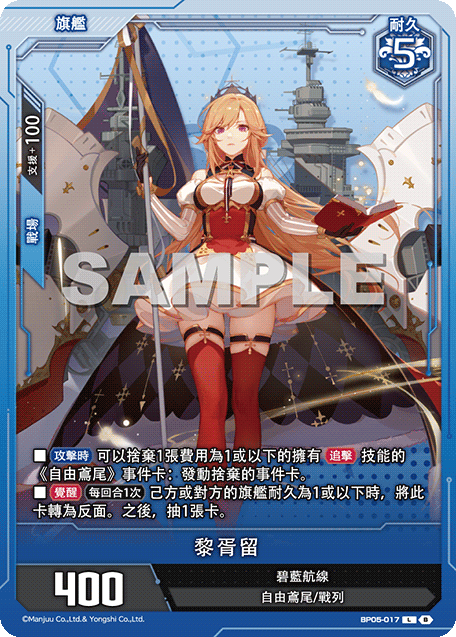 旗艦
耐久
5
支援+100
戰場
SAMPLE
■ 攻擊時 可以捨棄1張費用為1或以下的擁有 追擊 技能的
《自由鳶尾》事件卡：發動捨棄的事件卡。
■ 覺醒 每回合1次 己方或對方的旗艦耐久為1或以下時，將此
卡轉為反面。之後，抽1張卡。
黎胥留
400
碧藍航線
自由鳶尾/戰列
©Manjuu Co.,Ltd.& Yongshi Co.,Ltd. BP05-017 L B